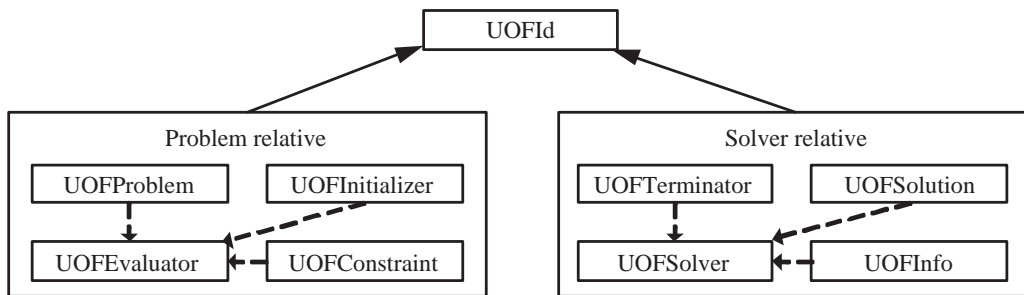 UOFId
Problem relative
UOFProblem
UOFInitializer
UOFEvaluator
UOFConstraint
Solver relative
UOFTerminator
UOFSolution
UOFSolver
UOFInfo